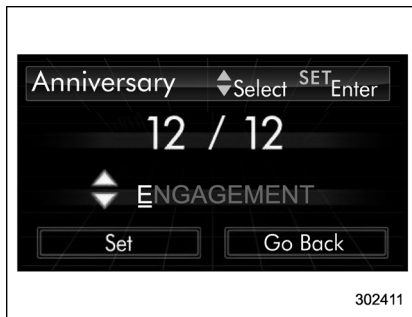 Anniversary Select SET Enter
12 / 12
ENGAGEMENT
Set Go Back
302411